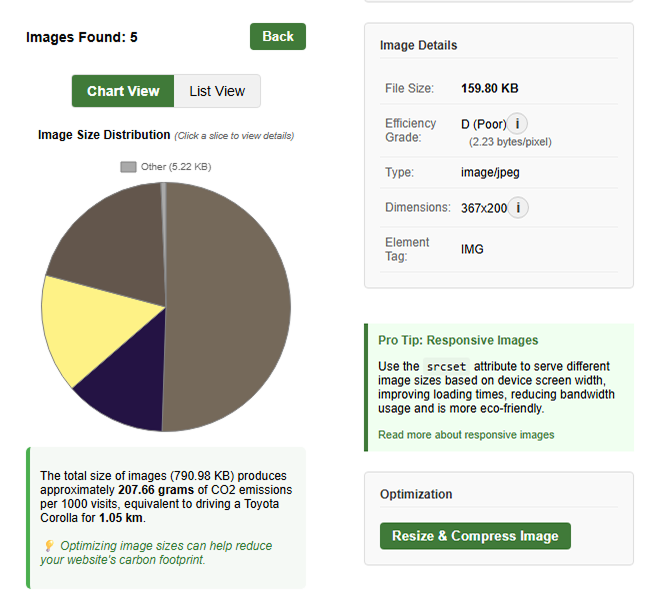 Images Found: 5
Back
Chart View
List View
Image Size Distribution (Click a slice to view details)
Other (5.22 KB)
The total size of images (790.98 KB) produces
approximately 207.66 grams of CO2 emissions
per 1000 visits, equivalent to driving a Toyota
Corolla for 1.05 km.
Optimizing image sizes can help reduce
your website's carbon footprint.
Image Details
File Size: 159.80 KB
Efficiency
Grade:
D (Poor) i
(2.23 bytes/pixel)
Type: image/jpeg
Dimensions: 367x200 i
Element
Tag:
IMG
Pro Tip: Responsive Images
Use the srcset attribute to serve different
image sizes based on device screen width,
improving loading times, reducing bandwidth
usage and is more eco-friendly.
Read more about responsive images
Optimization
Resize & Compress Image